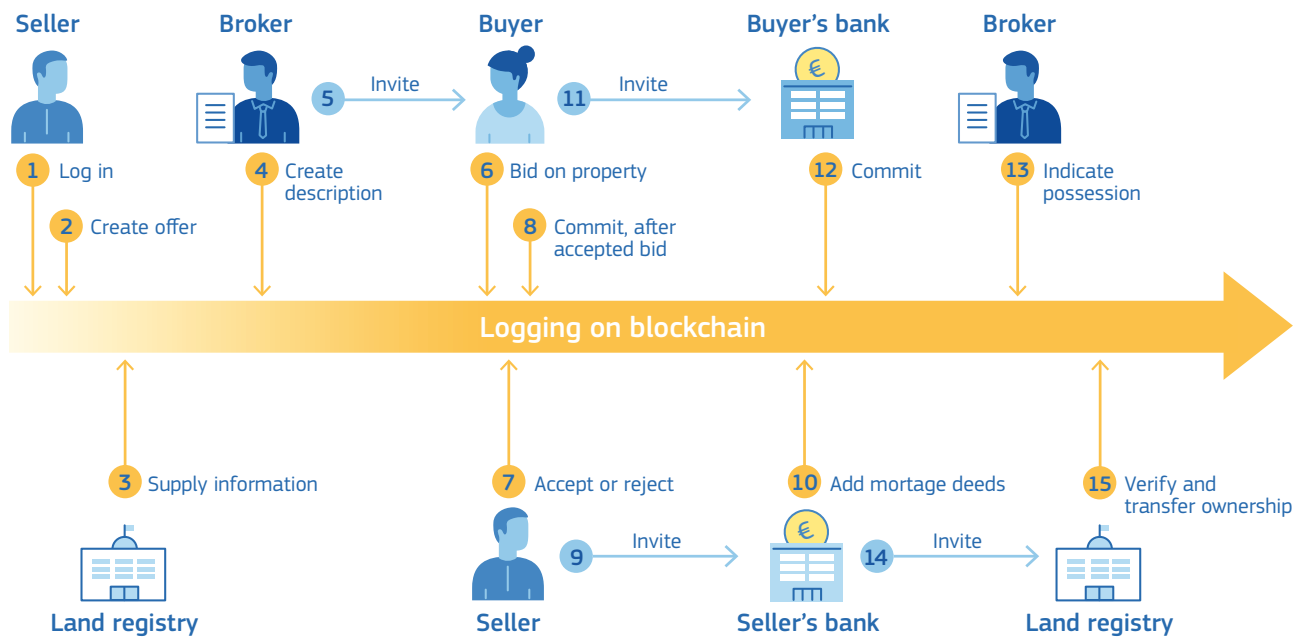 Seller
Broker
Buyer
Buyer's bank
Broker
5
Invite
11
Invite
1 Log in
4 Create
description
6 Bid on property
12 Commit
13 Indicate
possession
2 Create offer
8 Commit, after
accepted bid
Logging on blockchain
3 Supply information
7 Accept or reject
10 Add mortage deeds
15 Verify and
transfer ownership
9
Invite
14
Invite
€
€
Land registry
Seller
Seller's bank
Land registry